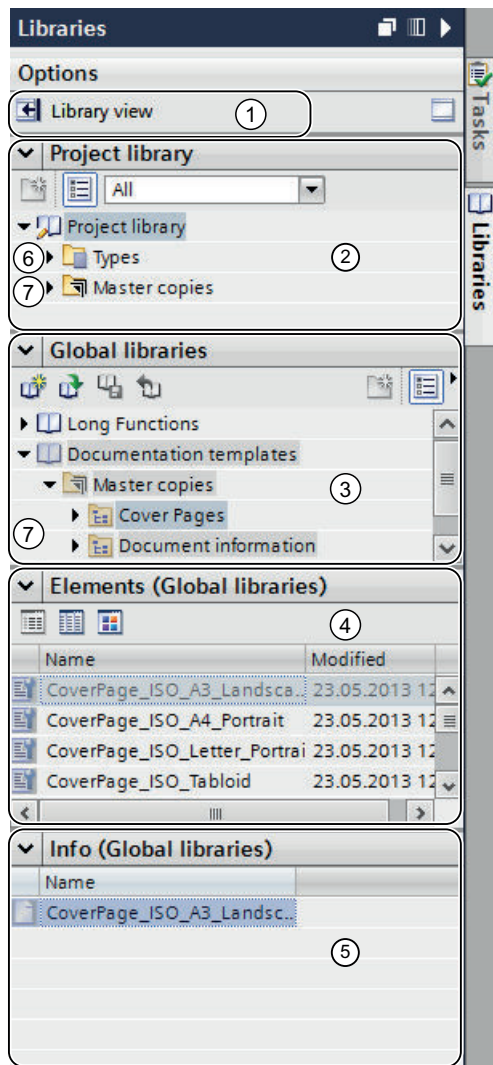 Libraries
Options
Library view
1
Project library
All
Project library
6
Types
2
7
Master copies
Global libraries
Long Functions
Documentation templates
Master copies
3
Cover Pages
7
Document information
Elements (Global libraries)
4
Name Modified
CoverPage_ISO_A3_Landsca.. 23.05.2013 12
CoverPage_ISO_A4_Portrait 23.05.2013 12
CoverPage_ISO_Letter_Portrai 23.05.2013 12
CoverPage_ISO_Tabloid 23.05.2013 12
Info (Global libraries)
Name
CoverPage_ISO_A3_Landsc..
5
Tasks
Libraries